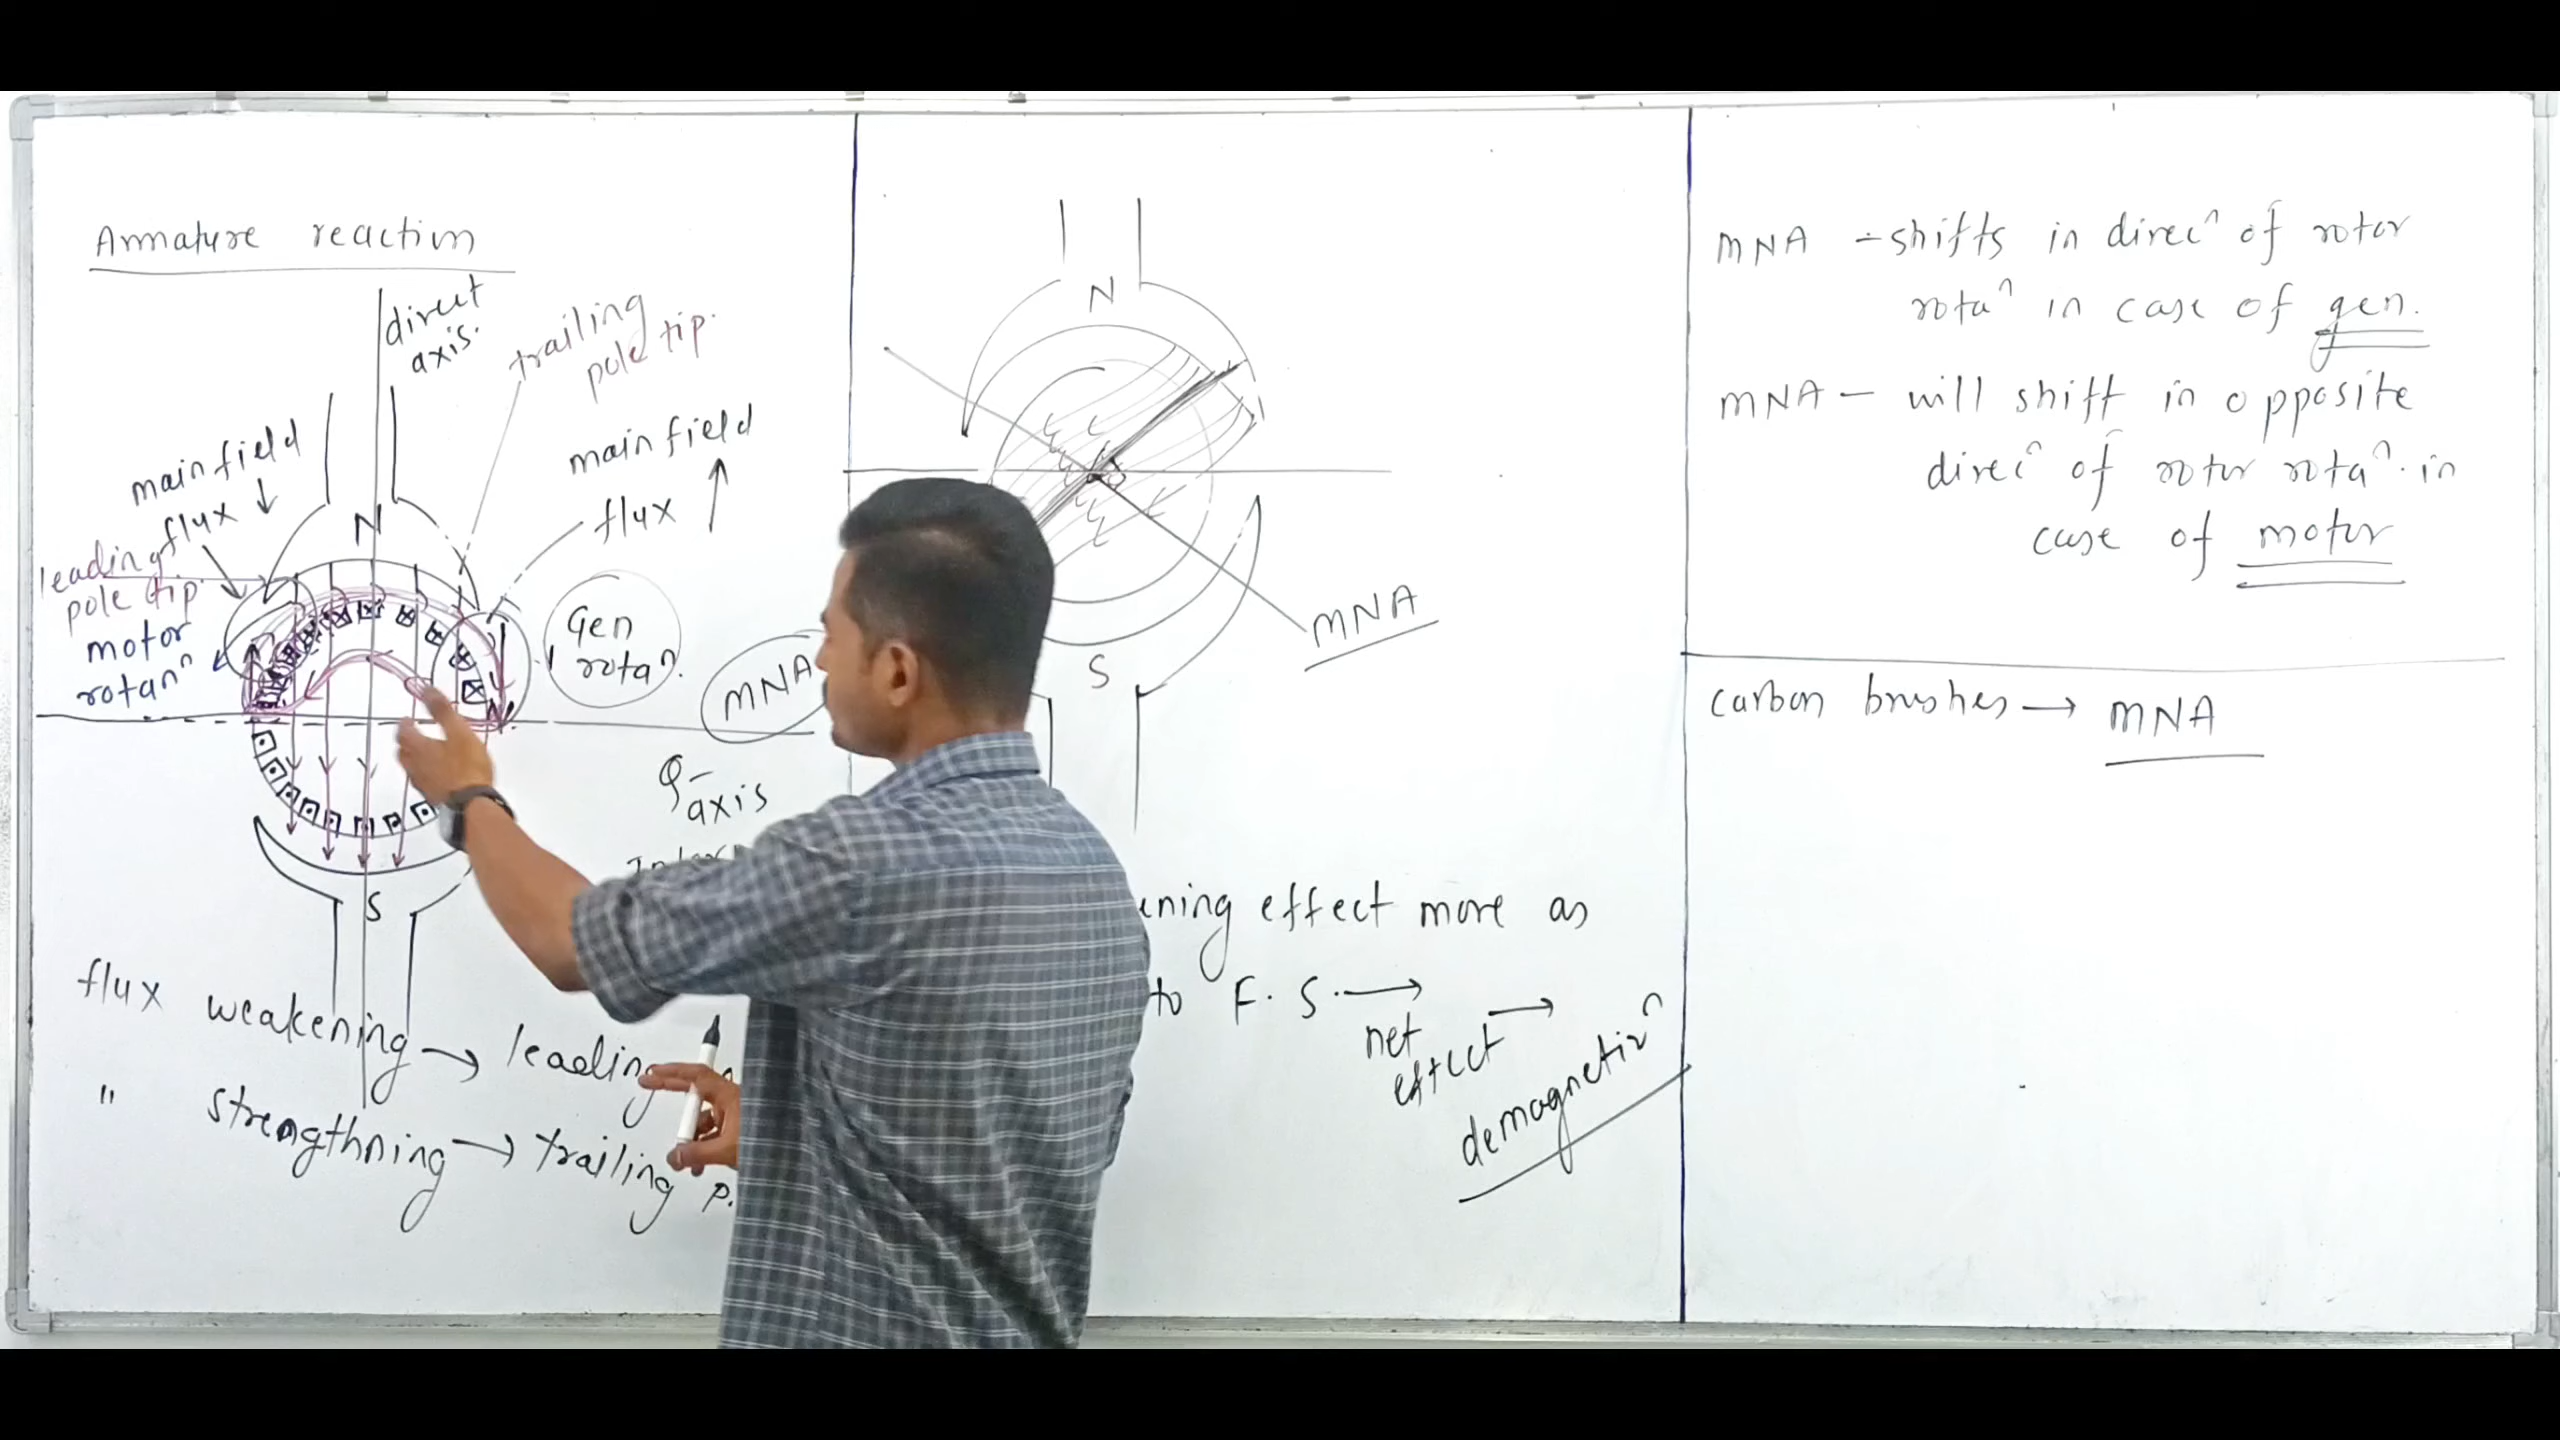 Armature reaction
direct
axis.
trailing
pole tip.
main field
flux ↓
main field
flux ↑
N
leading
pole tip.
motor
rotaⁿ
Gen
rotaⁿ.
MNA
Q-
axis
S
flux weakening → leading
" strengthning → trailing p.
N
MNA
S
effect more as
to F. S. →
net
effect →
demagnetizⁿ
MNA - shifts in direcⁿ of rotor
rotaⁿ in case of gen.
MNA - will shift in opposite
direcⁿ of rotor rotaⁿ. in
case of motor
carbon brushes → MNA